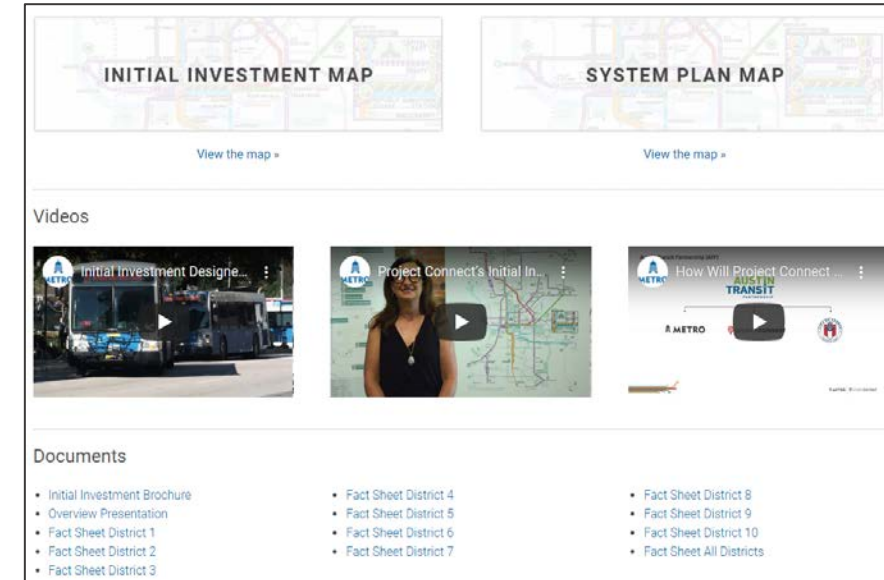 INITIAL INVESTMENT MAP
SYSTEM PLAN MAP
View the map »
View the map »
Videos
METRO
Initial Investment Designe...
METRO
Project Connect's Initial In...
METRO
How Will Project Connect ...
AUSTIN
TRANSIT
PARTNERSHIP
METRO
Documents
• Initial Investment Brochure
• Overview Presentation
• Fact Sheet District 1
• Fact Sheet District 2
• Fact Sheet District 3
• Fact Sheet District 4
• Fact Sheet District 5
• Fact Sheet District 6
• Fact Sheet District 7
• Fact Sheet District 8
• Fact Sheet District 9
• Fact Sheet District 10
• Fact Sheet All Districts